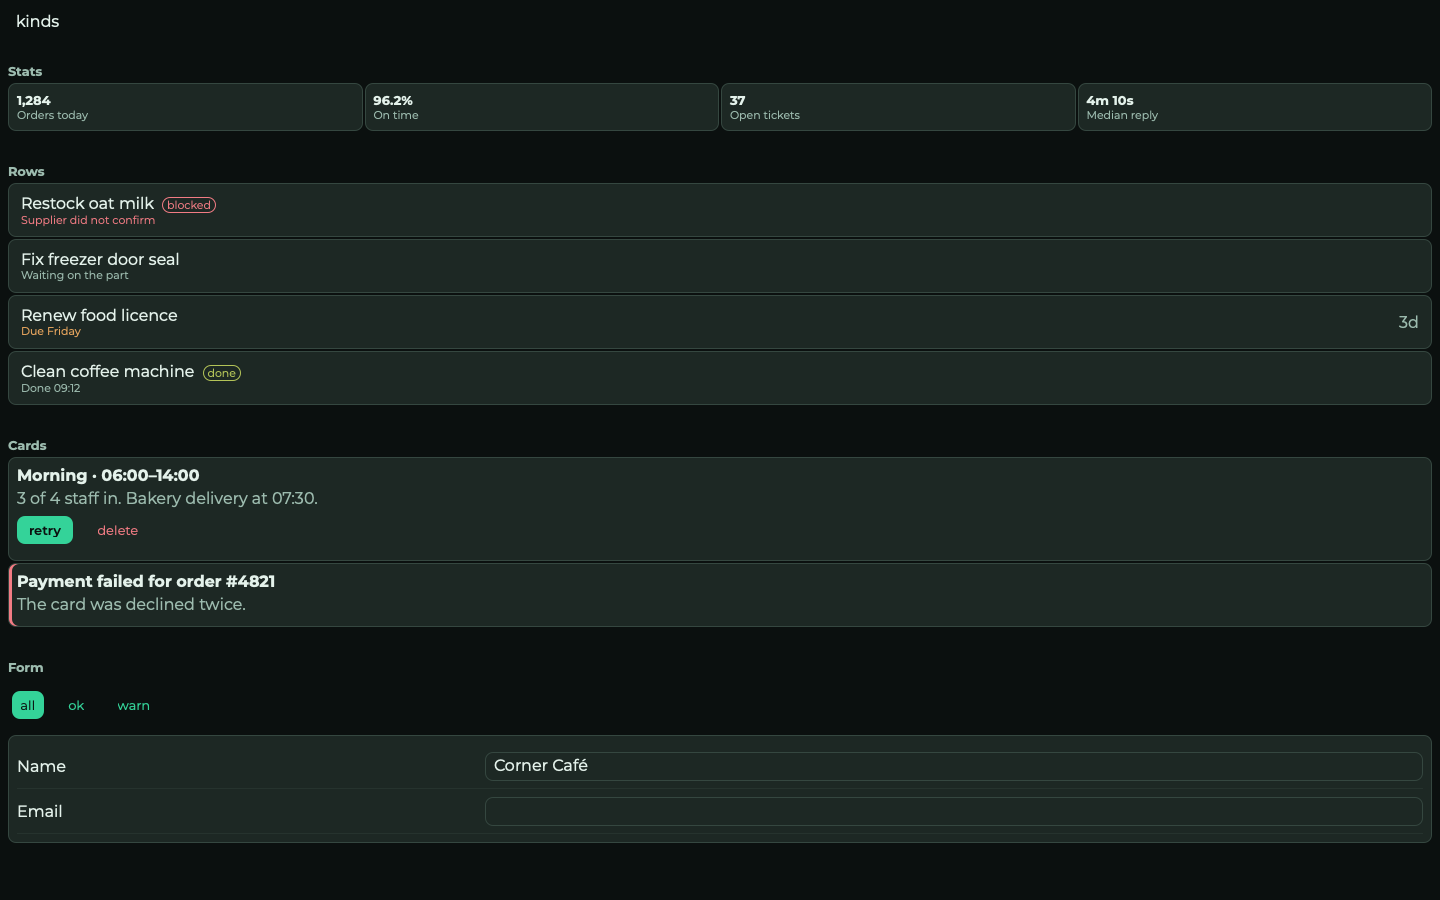 kinds
Stats
1,284
Orders today
96.2%
On time
37
Open tickets
4m 10s
Median reply
Rows
Restock oat milk blocked
Supplier did not confirm
Fix freezer door seal
Waiting on the part
Renew food licence
Due Friday
3d
Clean coffee machine done
Done 09:12
Cards
Morning · 06:00–14:00
3 of 4 staff in. Bakery delivery at 07:30.
retry delete
Payment failed for order #4821
The card was declined twice.
Form
all ok warn
Name Corner Café
Email